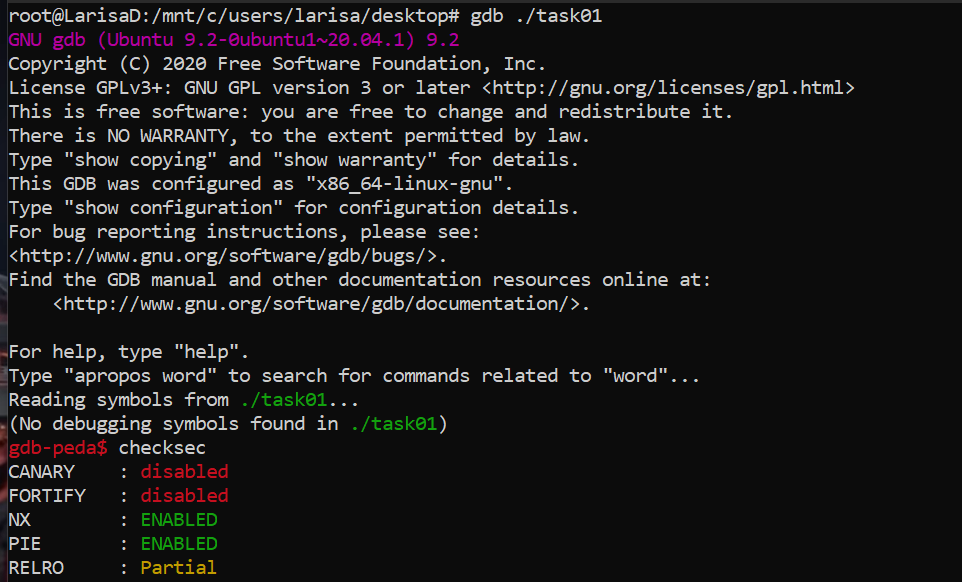 root@LarisaD:/mnt/c/users/larisa/desktop# gdb ./task01
GNU gdb (Ubuntu 9.2-0ubuntu1~20.04.1) 9.2
Copyright (C) 2020 Free Software Foundation, Inc.
License GPLv3+: GNU GPL version 3 or later <http://gnu.org/licenses/gpl.html>
This is free software: you are free to change and redistribute it.
There is NO WARRANTY, to the extent permitted by law.
Type "show copying" and "show warranty" for details.
This GDB was configured as "x86_64-linux-gnu".
Type "show configuration" for configuration details.
For bug reporting instructions, please see:
<http://www.gnu.org/software/gdb/bugs/>.
Find the GDB manual and other documentation resources online at:
    <http://www.gnu.org/software/gdb/documentation/>.

For help, type "help".
Type "apropos word" to search for commands related to "word"...
Reading symbols from ./task01...
(No debugging symbols found in ./task01)
gdb-peda$ checksec
CANARY    : disabled
FORTIFY   : disabled
NX        : ENABLED
PIE       : ENABLED
RELRO     : Partial